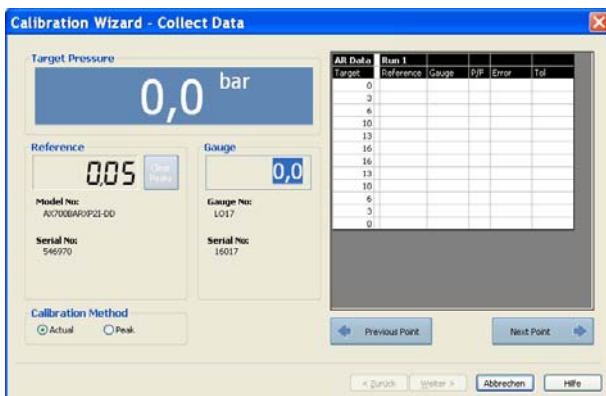 Calibration Wizard - Collect Data
Target Pressure
0,0 bar
Reference
0,05
Clear Peaks
Model No:
AX700BARXP2I-DD
Serial No:
546970
Gauge
0,0
Gauge No:
LO17
Serial No:
16017
Calibration Method
Actual Peak
AR Data Run 1
Target Reference Gauge P/F Error Tol
0
3
6
10
13
16
16
13
10
6
3
0
Previous Point Next Point
< Zurück Weiter > Abbrechen Hilfe